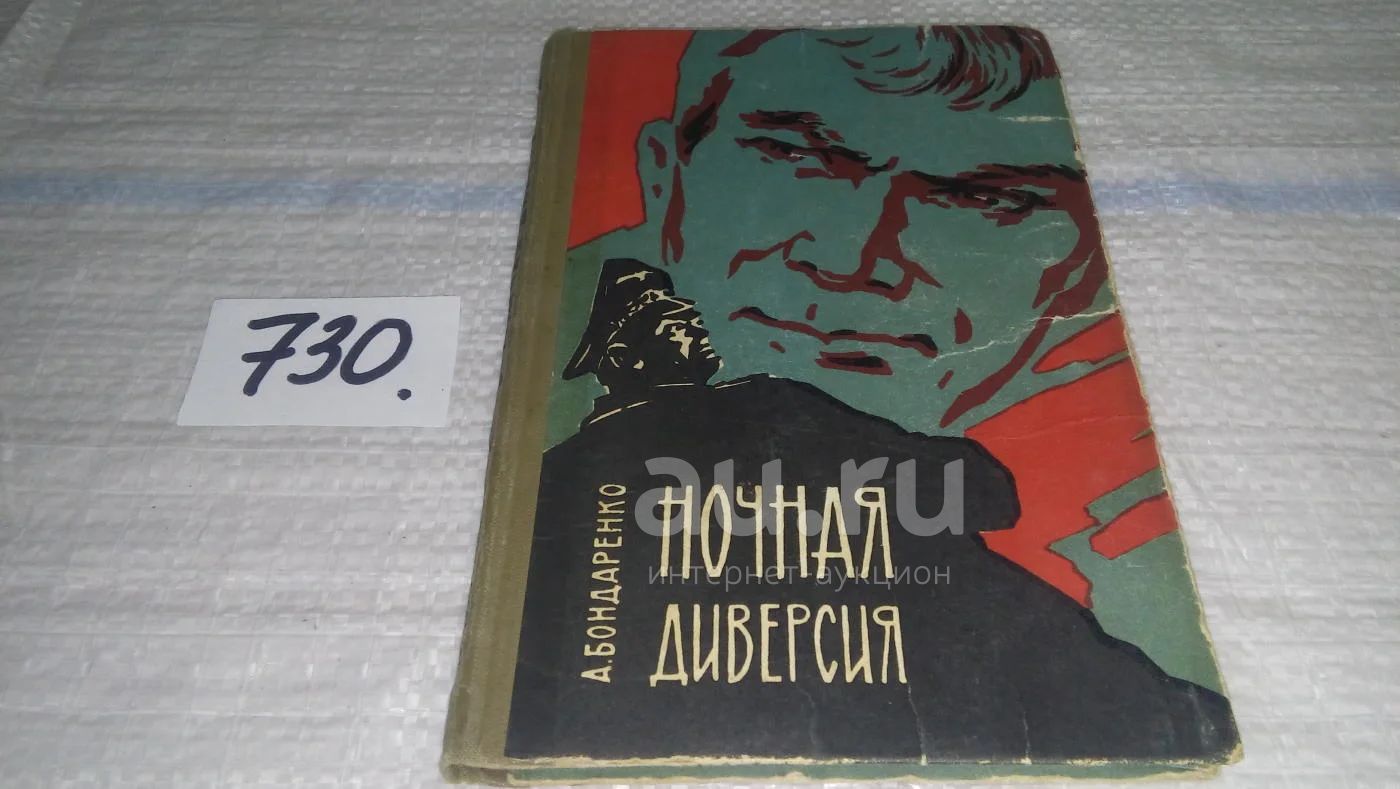 730.
А. БОНДАРЕНКО
НОЧНАЯ
ДИВЕРСИЯ
au.ru
интернет-аукцион